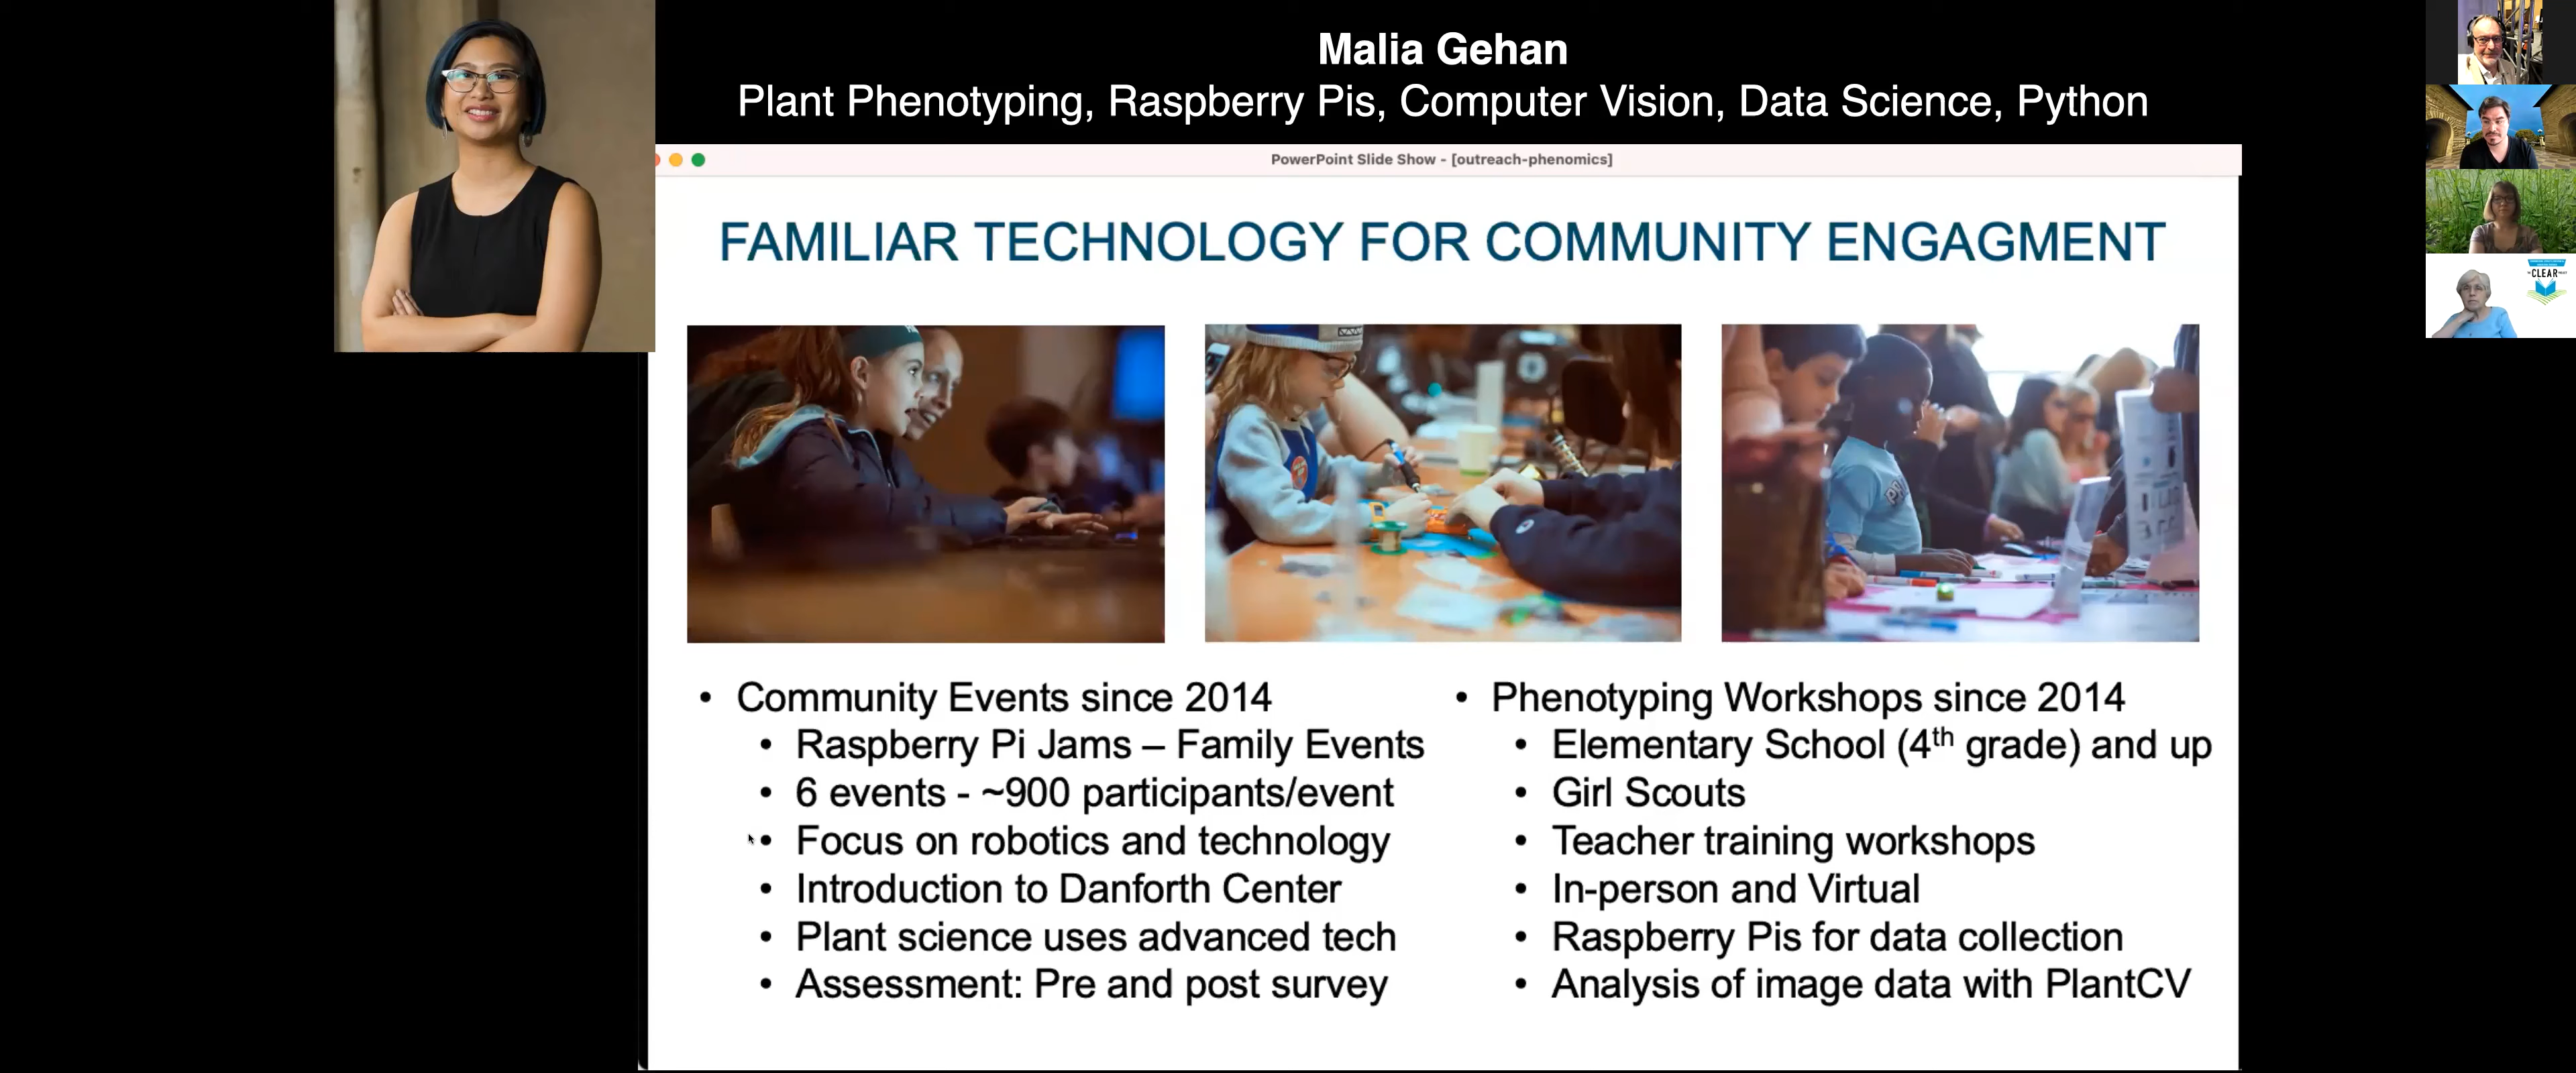 Malia Gehan
Plant Phenotyping, Raspberry Pis, Computer Vision, Data Science, Python
PowerPoint Slide Show - [outreach-phenomics]
FAMILIAR TECHNOLOGY FOR COMMUNITY ENGAGMENT
• Community Events since 2014
• Raspberry Pi Jams – Family Events
• 6 events - ~900 participants/event
• Focus on robotics and technology
• Introduction to Danforth Center
• Plant science uses advanced tech
• Assessment: Pre and post survey
• Phenotyping Workshops since 2014
• Elementary School (4th grade) and up
• Girl Scouts
• Teacher training workshops
• In-person and Virtual
• Raspberry Pis for data collection
• Analysis of image data with PlantCV
CLEAR